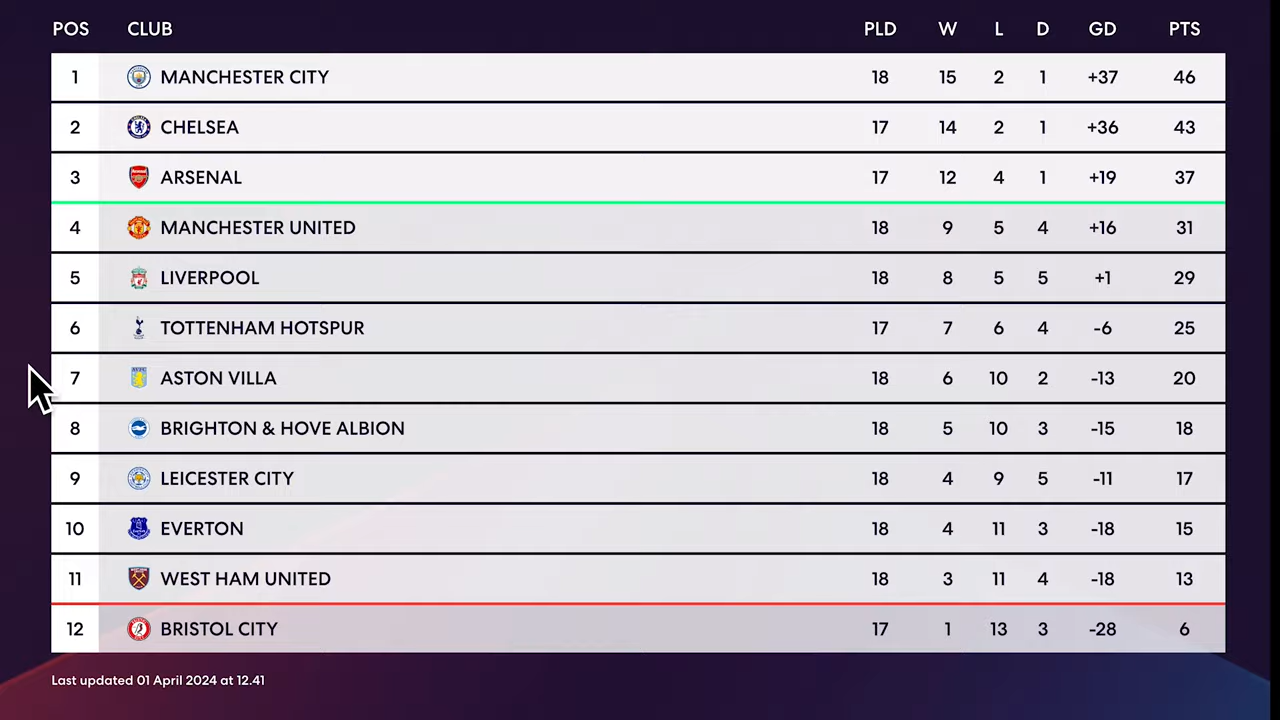 POS CLUB PLD W L D GD PTS
1 MANCHESTER CITY 18 15 2 1 +37 46
2 CHELSEA 17 14 2 1 +36 43
3 ARSENAL 17 12 4 1 +19 37
4 MANCHESTER UNITED 18 9 5 4 +16 31
5 LIVERPOOL 18 8 5 5 +1 29
6 TOTTENHAM HOTSPUR 17 7 6 4 -6 25
7 ASTON VILLA 18 6 10 2 -13 20
8 BRIGHTON & HOVE ALBION 18 5 10 3 -15 18
9 LEICESTER CITY 18 4 9 5 -11 17
10 EVERTON 18 4 11 3 -18 15
11 WEST HAM UNITED 18 3 11 4 -18 13
12 BRISTOL CITY 17 1 13 3 -28 6
Last updated 01 April 2024 at 12.41